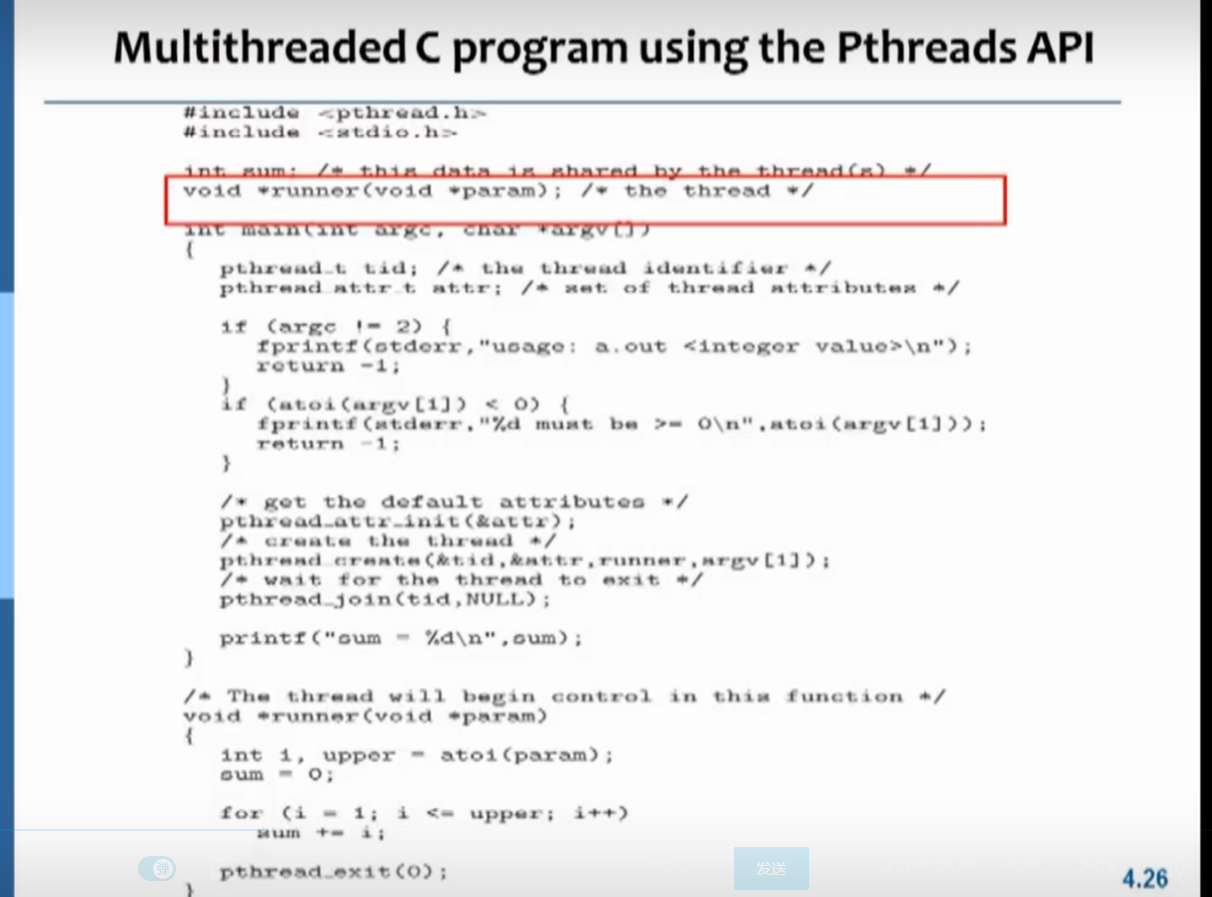 Multithreaded C program using the Pthreads API
#include <pthread.h>
#include <stdio.h>
int sum; /* this data is shared by the thread(s) */
void *runner(void *param); /* the thread */
int main(int argc, char *argv[])
{
pthread_t tid; /* the thread identifier */
pthread_attr_t attr; /* set of thread attributes */
if (argc != 2) {
fprintf(stderr,"usage: a.out <integer value>\n");
return -1;
}
if (atoi(argv[1]) < 0) {
fprintf(stderr,"%d must be >= 0\n",atoi(argv[1]));
return -1;
}
/* get the default attributes */
pthread_attr_init(&attr);
/* create the thread */
pthread_create(&tid,&attr,runner,argv[1]);
/* wait for the thread to exit */
pthread_join(tid,NULL);
printf("sum = %d\n",sum);
}
/* The thread will begin control in this function */
void *runner(void *param)
{
int i, upper = atoi(param);
sum = 0;
for (i = 1; i <= upper; i++)
sum += i;
pthread_exit(0);
}
弹
发送
4.26